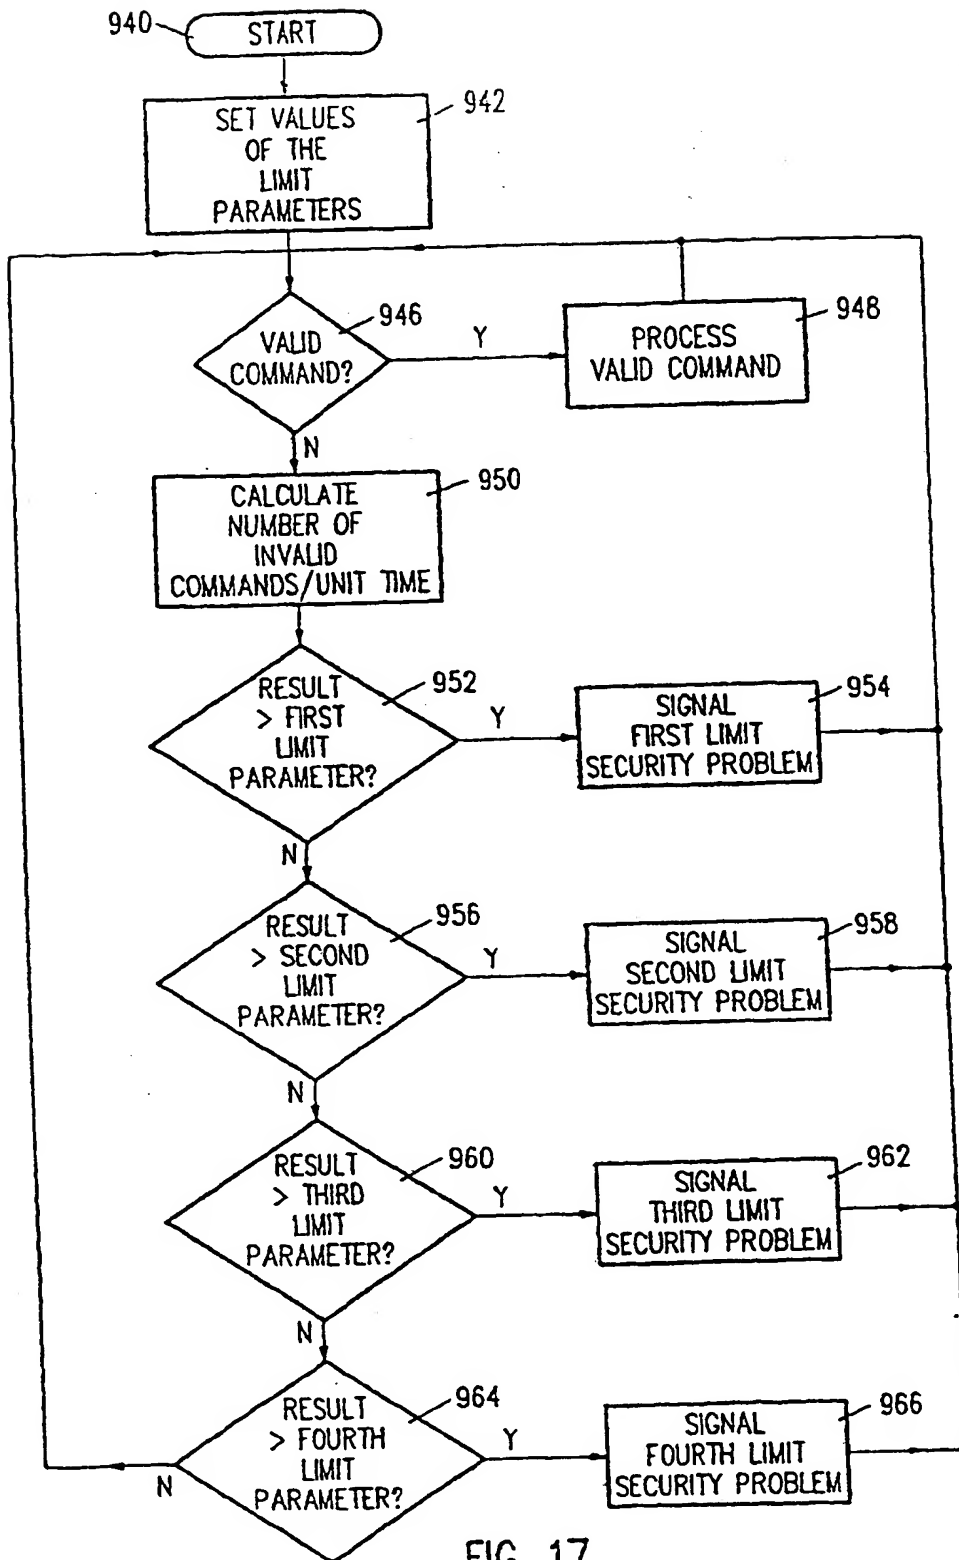 940
START
942
SET VALUES
OF THE
LIMIT
PARAMETERS
946
VALID
COMMAND?
Y
948
PROCESS
VALID COMMAND
N
950
CALCULATE
NUMBER OF
INVALID
COMMANDS/UNIT TIME
952
RESULT
> FIRST
LIMIT
PARAMETER?
Y
954
SIGNAL
FIRST LIMIT
SECURITY PROBLEM
N
956
RESULT
> SECOND
LIMIT
PARAMETER?
Y
958
SIGNAL
SECOND LIMIT
SECURITY PROBLEM
N
960
RESULT
> THIRD
LIMIT
PARAMETER?
Y
962
SIGNAL
THIRD LIMIT
SECURITY PROBLEM
N
964
RESULT
> FOURTH
LIMIT
PARAMETER?
Y
966
SIGNAL
FOURTH LIMIT
SECURITY PROBLEM
N
FIG. 17